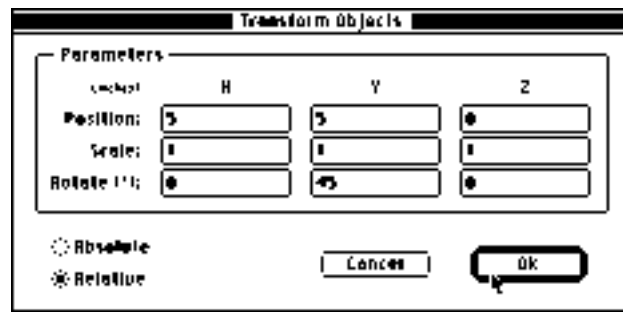 Transform Objects
Parameters
X Y Z
Position: 5 5 0
Scale: 1 1 1
Rotate (°): 0 45 0
Absolute
Relative
Cancel Ok